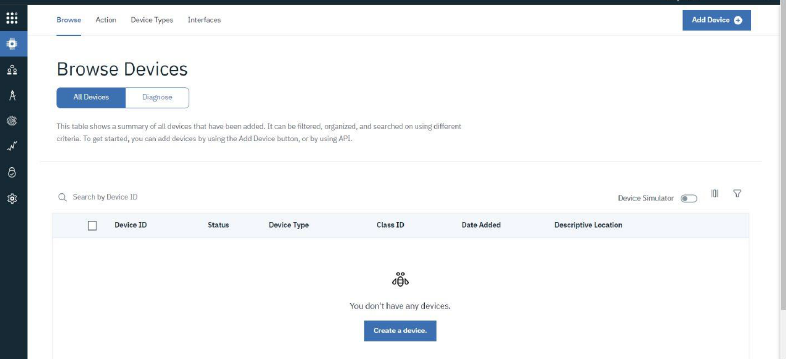 Browse Action Device Types Interfaces Add Device
Browse Devices
All Devices Diagnose
This table shows a summary of all devices that have been added. It can be filtered, organized, and searched on using different
criteria. To get started, you can add devices by using the Add Device button, or by using API.
Search by Device ID Device Simulator
Device ID Status Device Type Class ID Date Added Descriptive Location
You don't have any devices.
Create a device.